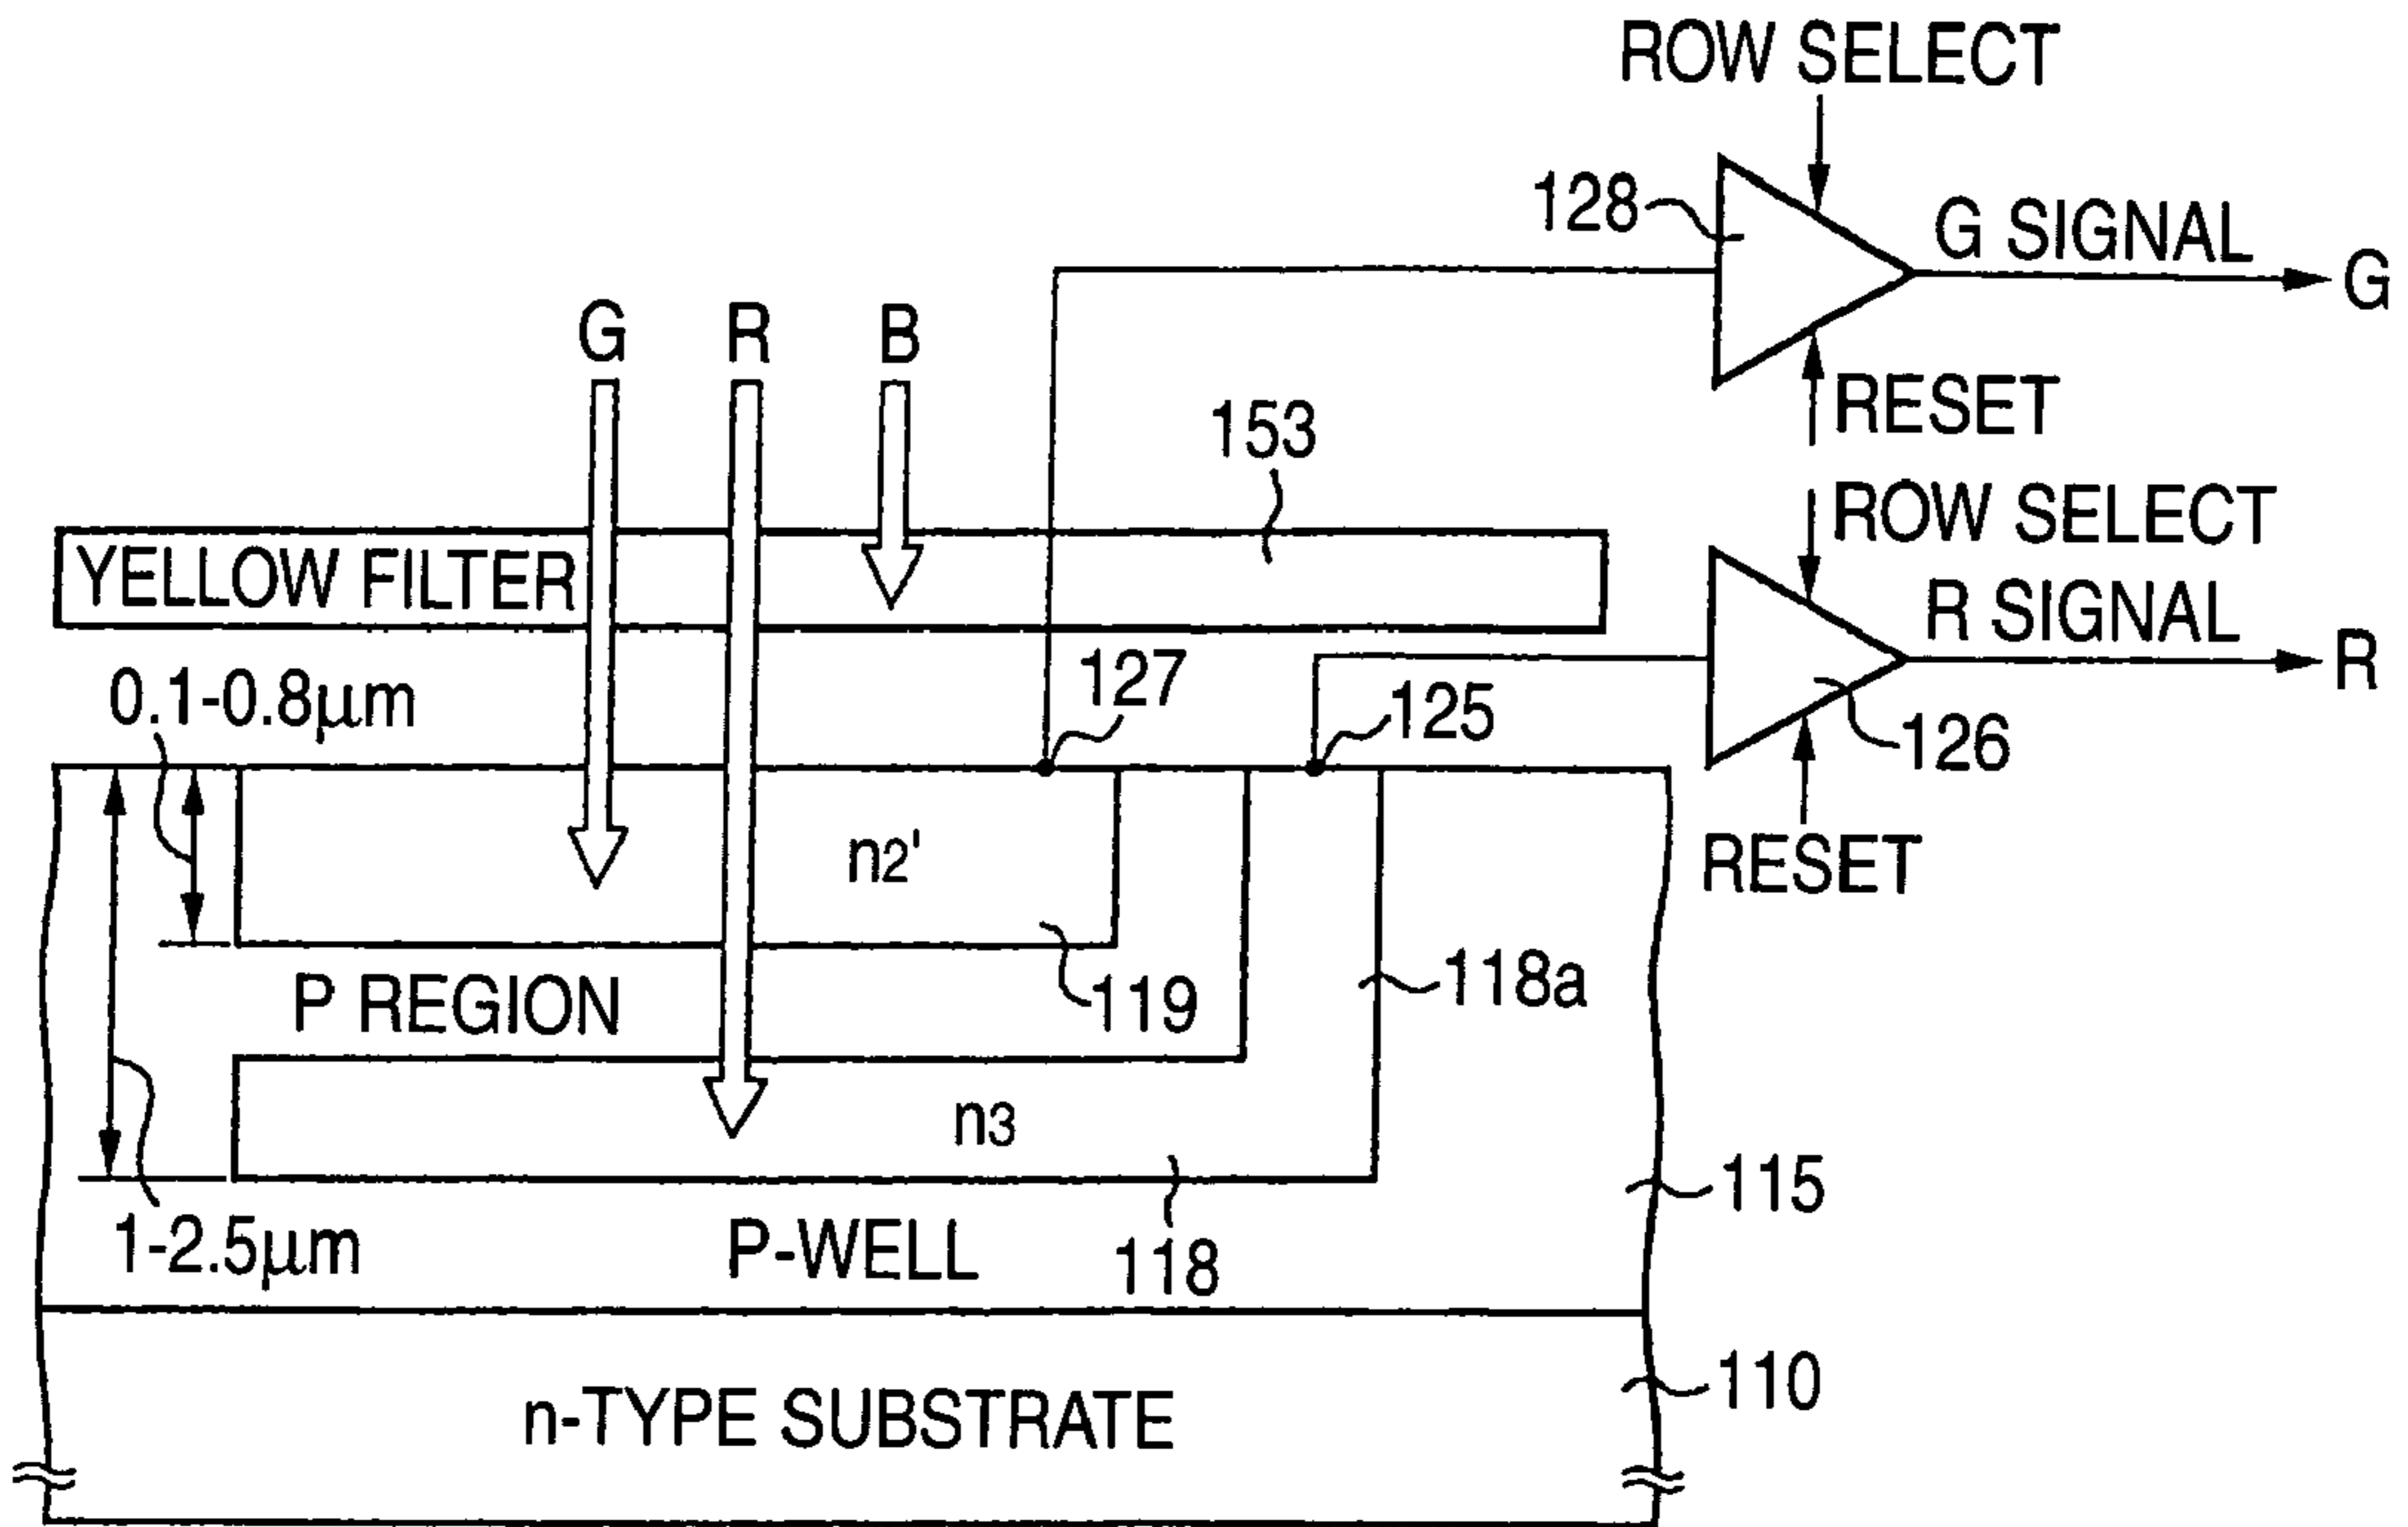 ROW SELECT
128
G SIGNAL
G
G R B
RESET
153
ROW SELECT
YELLOW FILTER
R SIGNAL
R
0.1-0.8μm
127
125
126
n2'
RESET
P REGION
119
118a
n3
115
1-2.5μm
P-WELL
118
110
n-TYPE SUBSTRATE